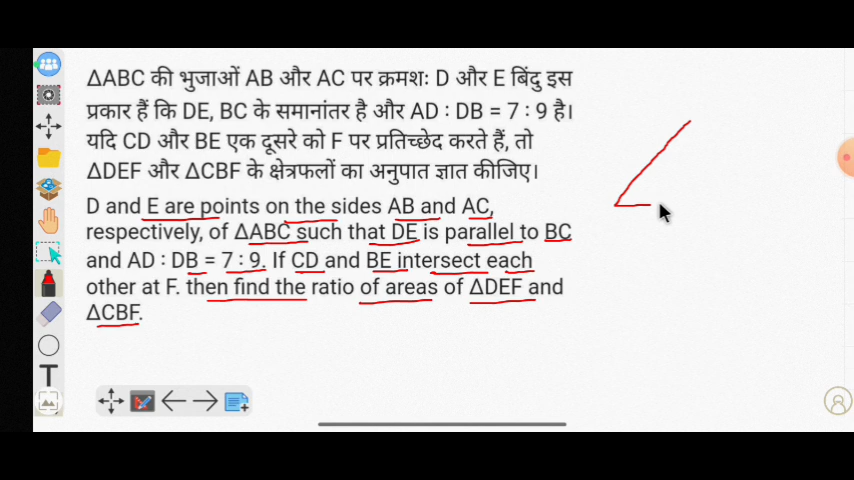 ΔABC की भुजाओं AB और AC पर क्रमशः D और E बिंदु इस
प्रकार हैं कि DE, BC के समानांतर है और AD : DB = 7 : 9 है।
यदि CD और BE एक दूसरे को F पर प्रतिच्छेद करते हैं, तो
ΔDEF और ΔCBF के क्षेत्रफलों का अनुपात ज्ञात कीजिए।
D and E are points on the sides AB and AC,
respectively, of ΔABC such that DE is parallel to BC
and AD : DB = 7 : 9. If CD and BE intersect each
other at F. then find the ratio of areas of ΔDEF and
ΔCBF.
T